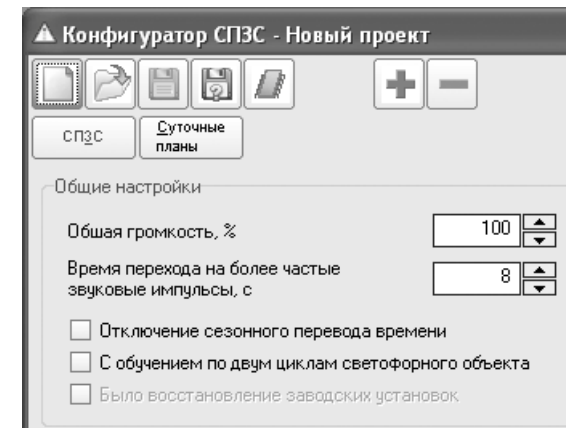 Конфигуратор СПЗС - Новый проект
СПЗС
Суточные
планы
Общие настройки
Обшая громкость, %
100
Время перехода на более частые
звуковые импульсы, с
8
Отключение сезонного перевода времени
С обучением по двум циклам светофорного объекта
Было восстановление заводских установок